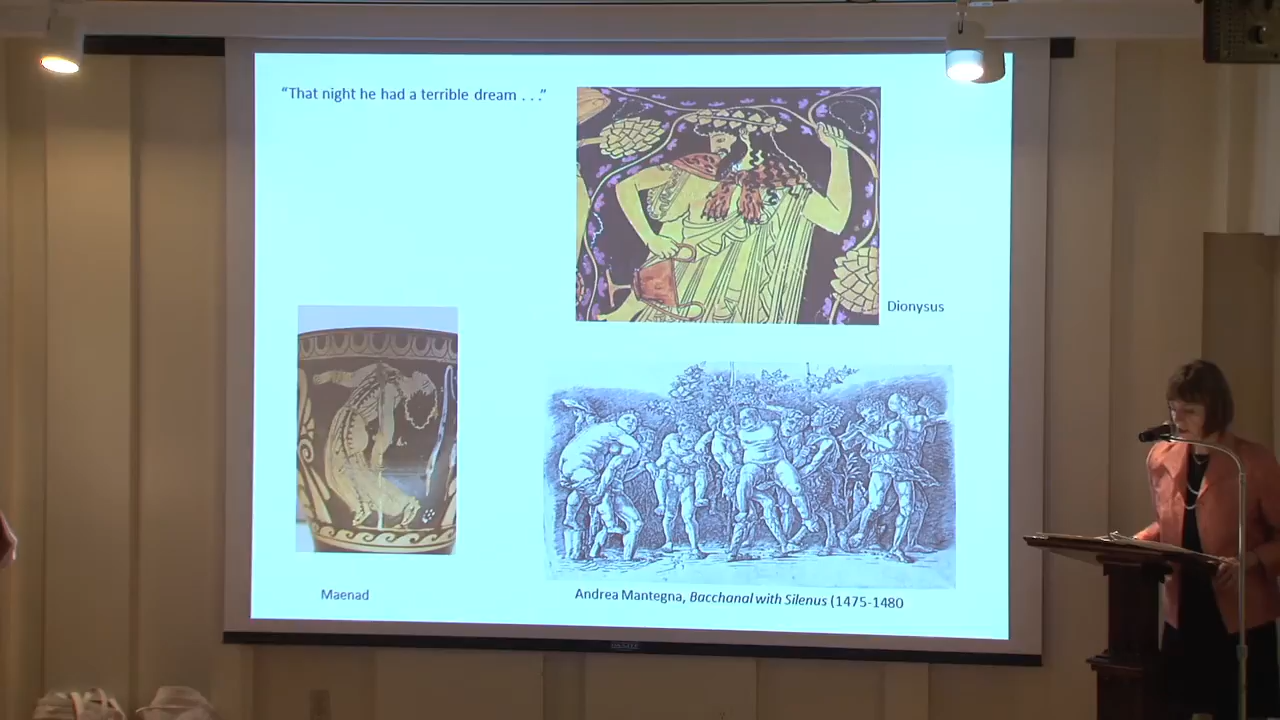 “That night he had a terrible dream . . .”
Dionysus
Maenad
Andrea Mantegna, Bacchanal with Silenus (1475-1480